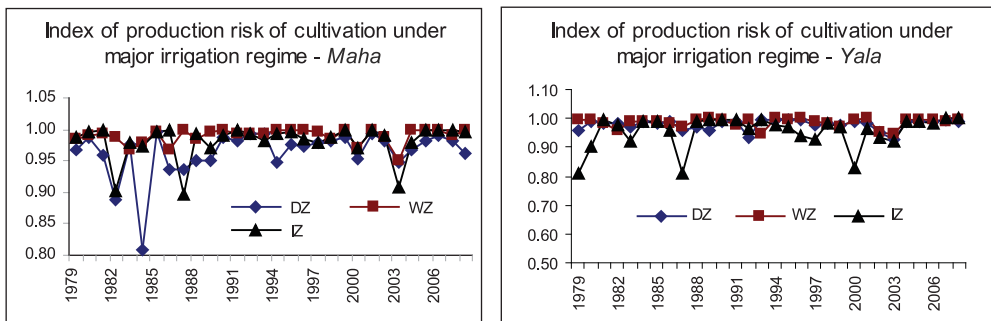 Index of production risk of cultivation under
major irrigation regime - Maha
1.05
1.00
0.95
0.90
0.85
0.80
DZ WZ
IZ
1979 1982 1985 1988 1991 1994 1997 2000 2003 2006
Index of production risk of cultivation under
major irrigation regime - Yala
1.10
1.00
0.90
0.80
0.70
0.60
0.50
DZ WZ IZ
1979 1982 1985 1988 1991 1994 1997 2000 2003 2006